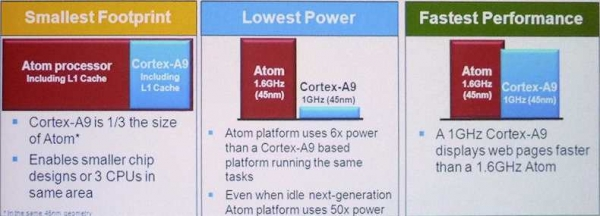 Smallest Footprint
Atom processor
Including L1 Cache
Cortex-A9
Including
L1 Cache
Cortex-A9 is 1/3 the size
of Atom*
Enables smaller chip
designs or 3 CPUs in
same area
* In the same 45nm geometry
Lowest Power
Atom
1.6GHz
(45nm)
Cortex-A9
1GHz (45nm)
Atom platform uses 6x power
than a Cortex-A9 based
platform running the same
tasks
Even when idle next-generation
Atom platform uses 50x power
Fastest Performance
Atom
1.6GHz
(45nm)
Cortex-A9
1GHz (45nm)
A 1GHz Cortex-A9
displays web pages faster
than a 1.6GHz Atom